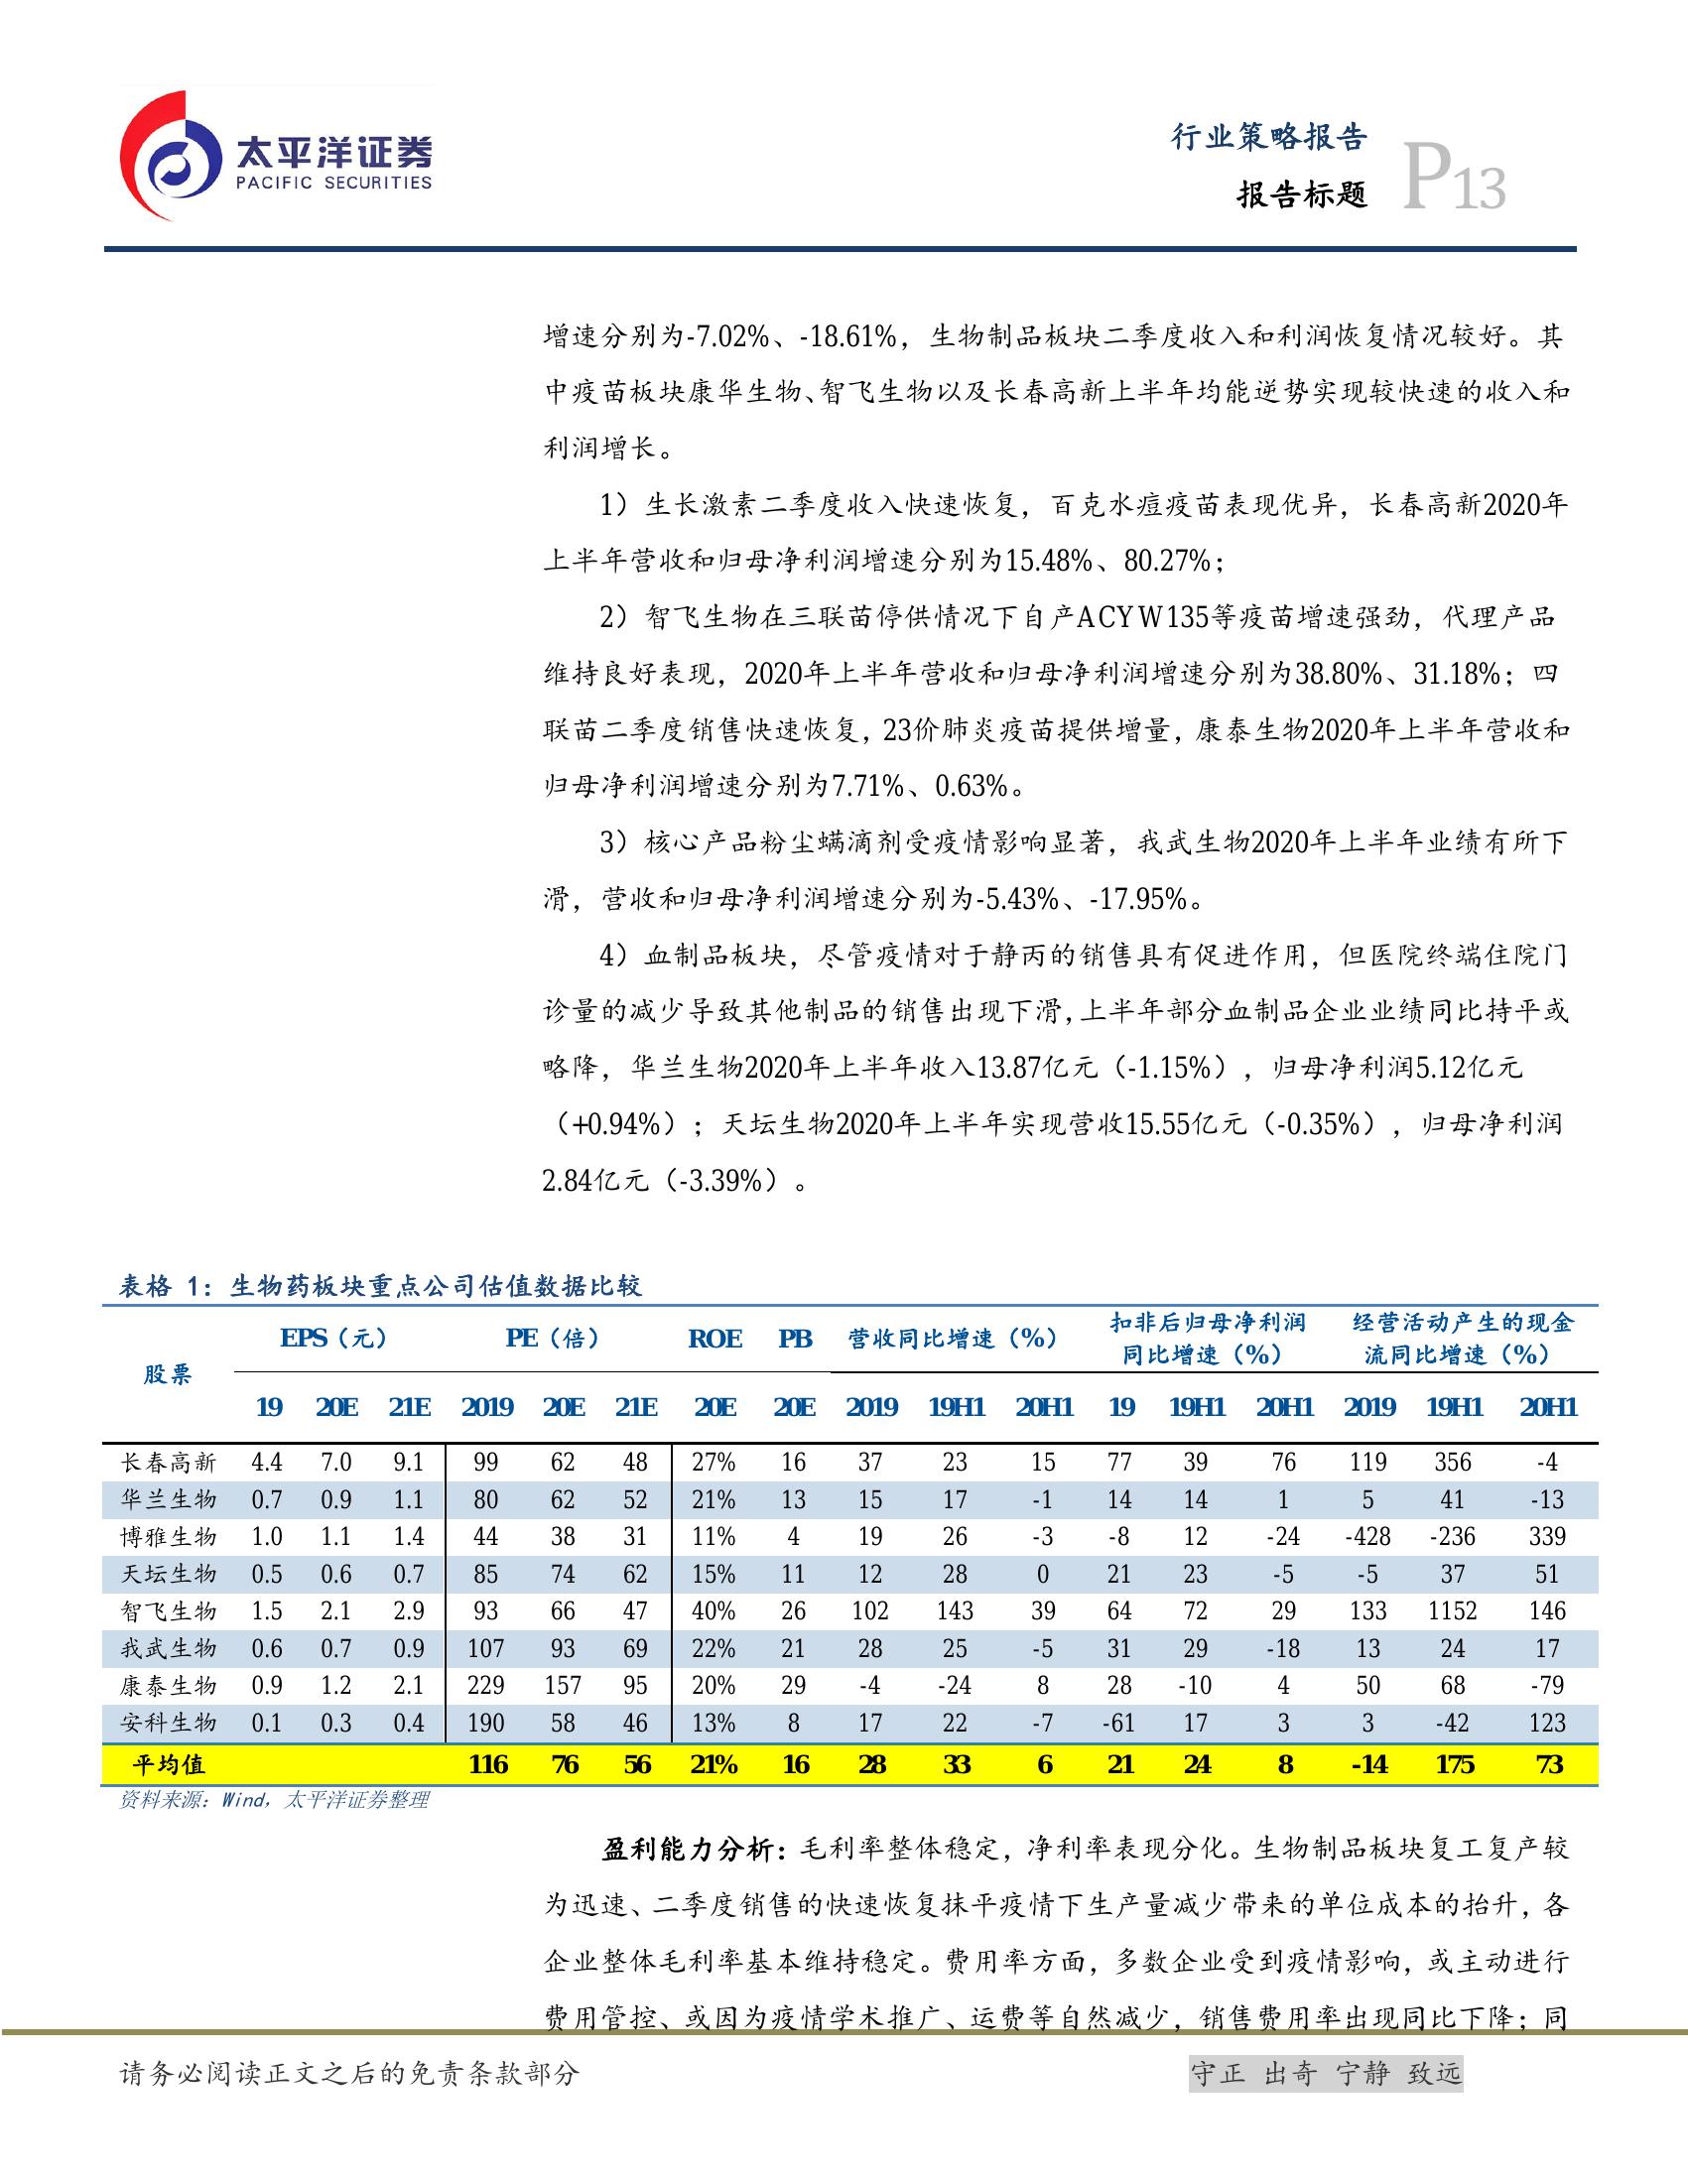 太平洋证券
PACIFIC SECURITIES
行业策略报告
报告标题
P13
增速分别为-7.02%、-18.61%，生物制品板块二季度收入和利润恢复情况较好。其
中疫苗板块康华生物、智飞生物以及长春高新上半年均能逆势实现较快速的收入和
利润增长。
1）生长激素二季度收入快速恢复，百克水痘疫苗表现优异，长春高新2020年
上半年营收和归母净利润增速分别为15.48%、80.27%；
2）智飞生物在三联苗停供情况下自产ACYW135等疫苗增速强劲，代理产品
维持良好表现，2020年上半年营收和归母净利润增速分别为38.80%、31.18%；四
联苗二季度销售快速恢复，23价肺炎疫苗提供增量，康泰生物2020年上半年营收和
归母净利润增速分别为7.71%、0.63%。
3）核心产品粉尘螨滴剂受疫情影响显著，我武生物2020年上半年业绩有所下
滑，营收和归母净利润增速分别为-5.43%、-17.95%。
4）血制品板块，尽管疫情对于静丙的销售具有促进作用，但医院终端住院门
诊量的减少导致其他制品的销售出现下滑，上半年部分血制品企业业绩同比持平或
略降，华兰生物2020年上半年收入13.87亿元（-1.15%），归母净利润5.12亿元
（+0.94%）；天坛生物2020年上半年实现营收15.55亿元（-0.35%），归母净利润
2.84亿元（-3.39%）。
表格 1：生物药板块重点公司估值数据比较
股票 EPS（元） PE（倍） ROE PB 营收同比增速（%） 扣非后归母净利润同比增速（%） 经营活动产生的现金流同比增速（%）
19 20E 21E 2019 20E 21E 20E 20E 2019 19H1 20H1 19 19H1 20H1 2019 19H1 20H1
长春高新 4.4 7.0 9.1 99 62 48 27% 16 37 23 15 77 39 76 119 356 -4
华兰生物 0.7 0.9 1.1 80 62 52 21% 13 15 17 -1 14 14 1 5 41 -13
博雅生物 1.0 1.1 1.4 44 38 31 11% 4 19 26 -3 -8 12 -24 -428 -236 339
天坛生物 0.5 0.6 0.7 85 74 62 15% 11 12 28 0 21 23 -5 -5 37 51
智飞生物 1.5 2.1 2.9 93 66 47 40% 26 102 143 39 64 72 29 133 1152 146
我武生物 0.6 0.7 0.9 107 93 69 22% 21 28 25 -5 31 29 -18 13 24 17
康泰生物 0.9 1.2 2.1 229 157 95 20% 29 -4 -24 8 28 -10 4 50 68 -79
安科生物 0.1 0.3 0.4 190 58 46 13% 8 17 22 -7 -61 17 3 3 -42 123
平均值 116 76 56 21% 16 28 33 6 21 24 8 -14 175 73
资料来源：Wind，太平洋证券整理
盈利能力分析：毛利率整体稳定，净利率表现分化。生物制品板块复工复产较
为迅速、二季度销售的快速恢复抹平疫情下生产量减少带来的单位成本的抬升，各
企业整体毛利率基本维持稳定。费用率方面，多数企业受到疫情影响，或主动进行
费用管控、或因为疫情学术推广、运费等自然减少，销售费用率出现同比下降；同
请务必阅读正文之后的免责条款部分
守正 出奇 宁静 致远